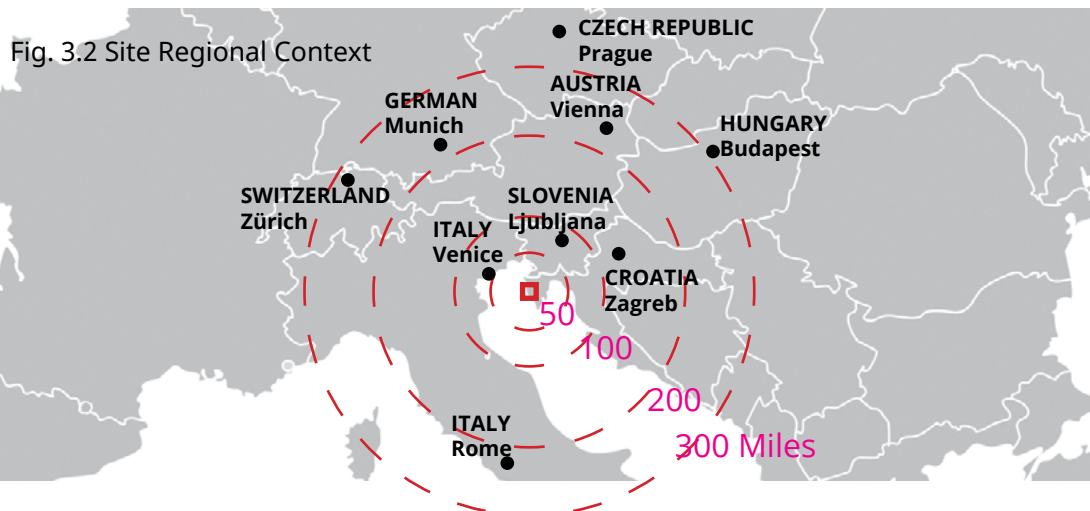 Fig. 3.2 Site Regional Context
CZECH REPUBLIC
Prague
AUSTRIA
Vienna
GERMAN
Munich
HUNGARY
Budapest
SWITZERLAND
Zürich
SLOVENIA
Ljubljana
ITALY
Venice
CROATIA
Zagreb
50
100
200
300 Miles
ITALY
Rome